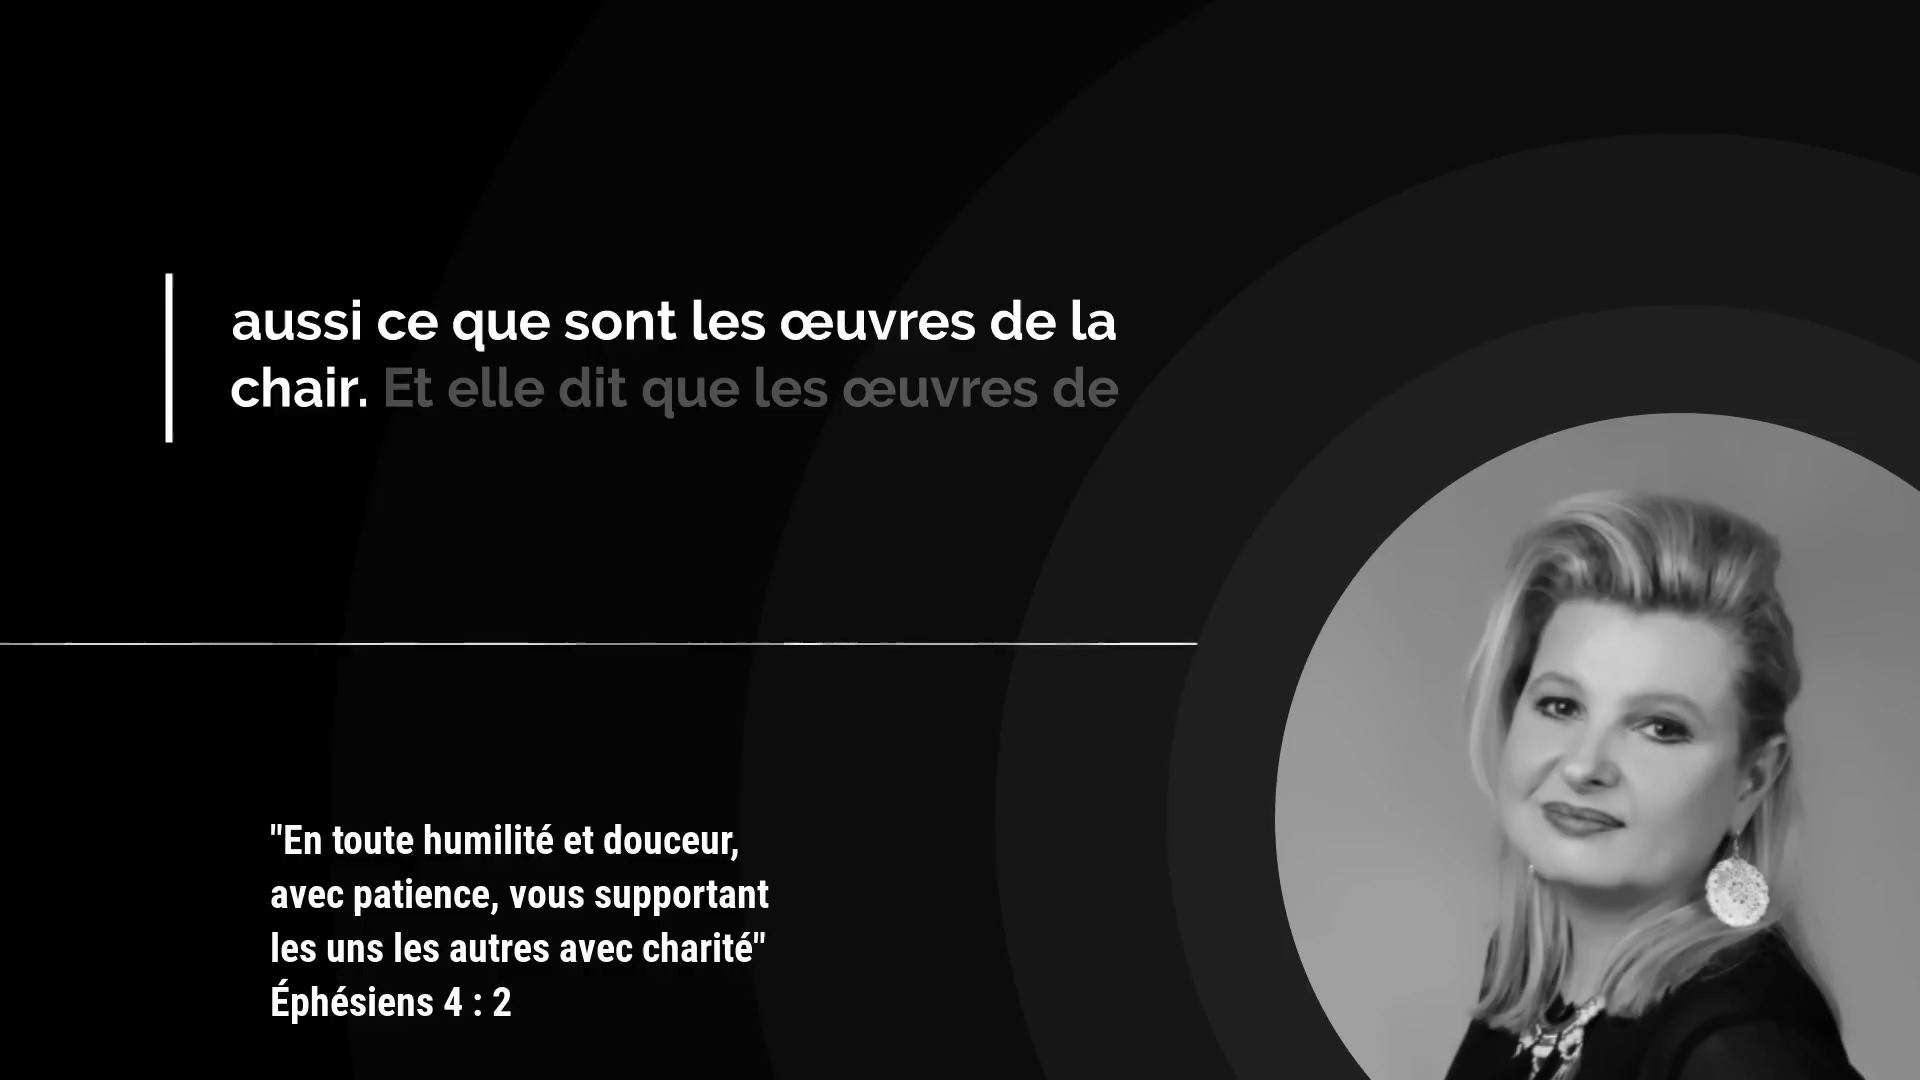 aussi ce que sont les œuvres de la
chair. Et elle dit que les œuvres de
"En toute humilité et douceur,
avec patience, vous supportant
les uns les autres avec charité"
Éphésiens 4 : 2